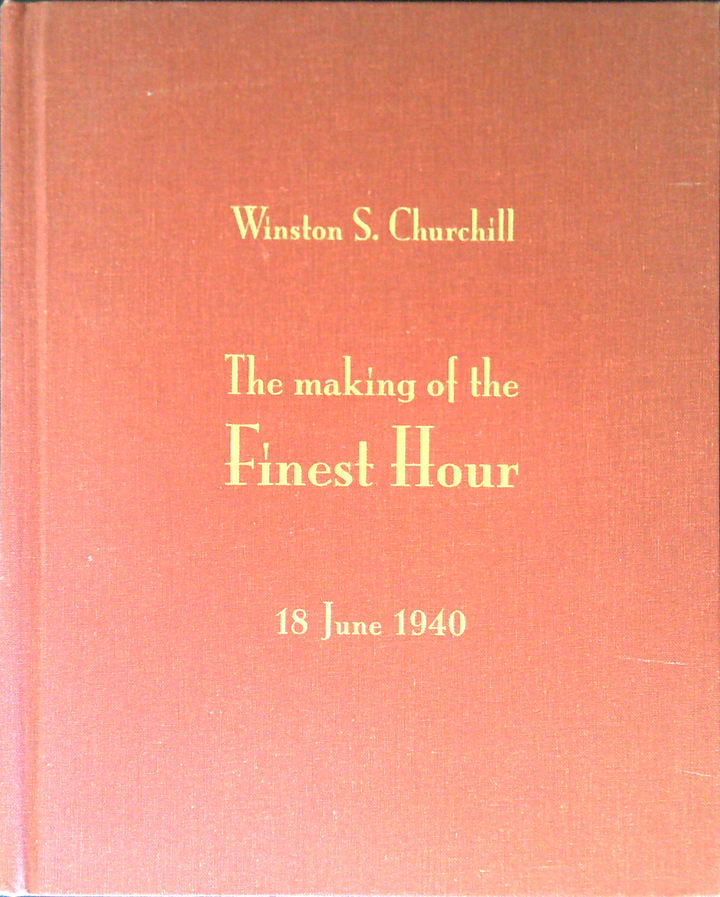 Winston S. Churchill
The making of the
Finest Hour
18 June 1940